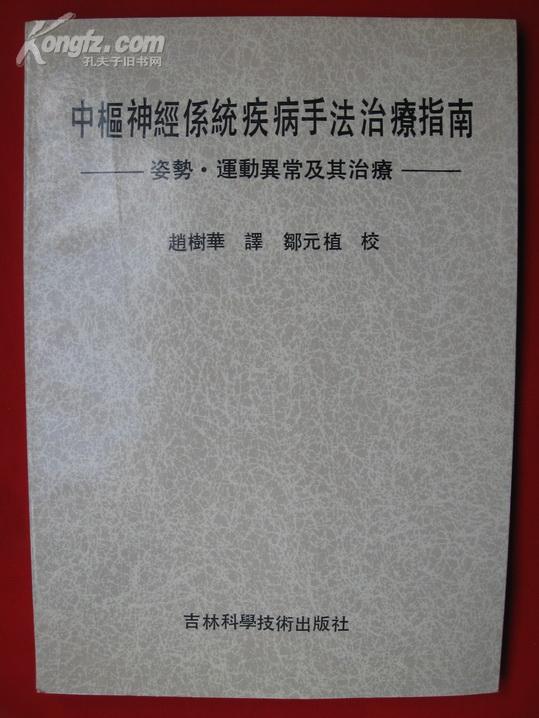 Kongfz.com
孔夫子旧书网
中樞神經係統疾病手法治療指南
姿勢·運動異常及其治療
趙樹華 譯 鄒元植 校
吉林科學技術出版社